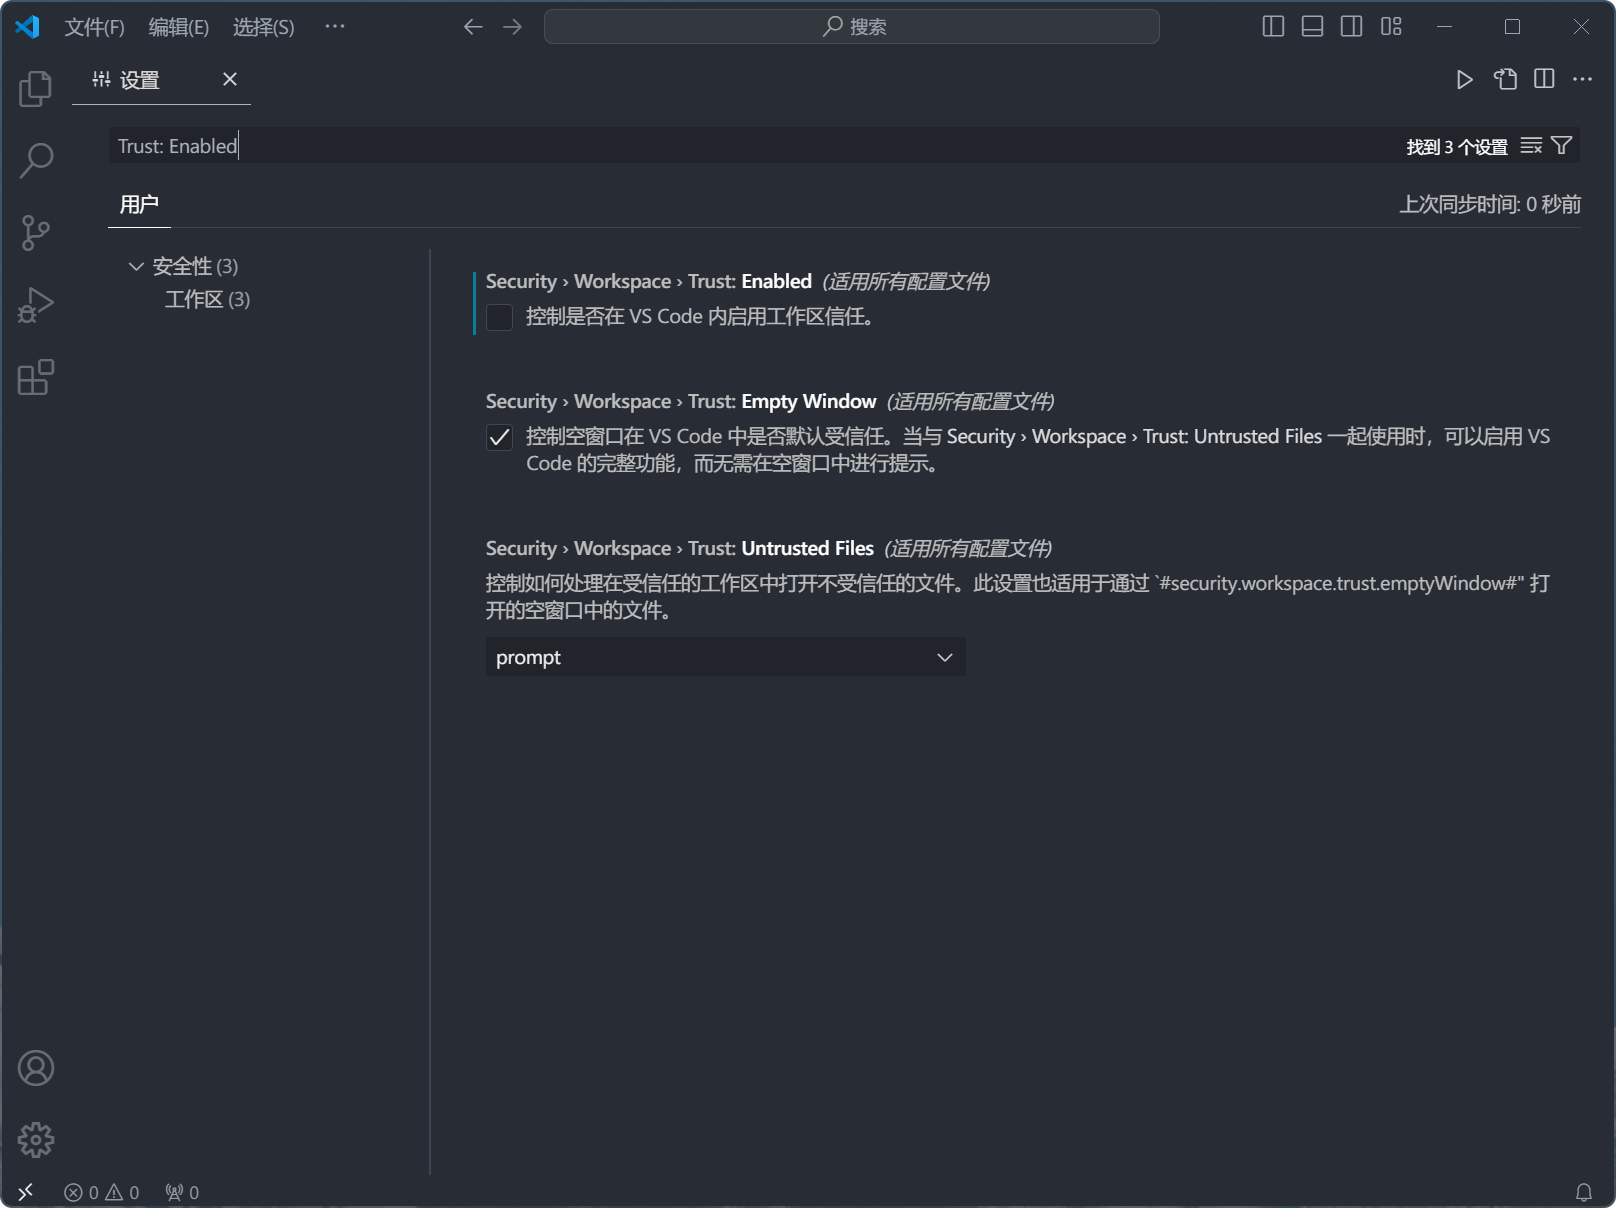 文件(F) 编辑(E) 选择(S) ··· 搜索
设置
Trust: Enabled 找到 3 个设置
用户 上次同步时间: 0 秒前
安全性 (3)
工作区 (3)
Security › Workspace › Trust: Enabled (适用所有配置文件)
控制是否在 VS Code 内启用工作区信任。
Security › Workspace › Trust: Empty Window (适用所有配置文件)
控制空窗口在 VS Code 中是否默认受信任。当与 Security › Workspace › Trust: Untrusted Files 一起使用时，可以启用 VS
Code 的完整功能，而无需在空窗口中进行提示。
Security › Workspace › Trust: Untrusted Files (适用所有配置文件)
控制如何处理在受信任的工作区中打开不受信任的文件。此设置也适用于通过 `#security.workspace.trust.emptyWindow#" 打
开的空窗口中的文件。
prompt
0 0 0